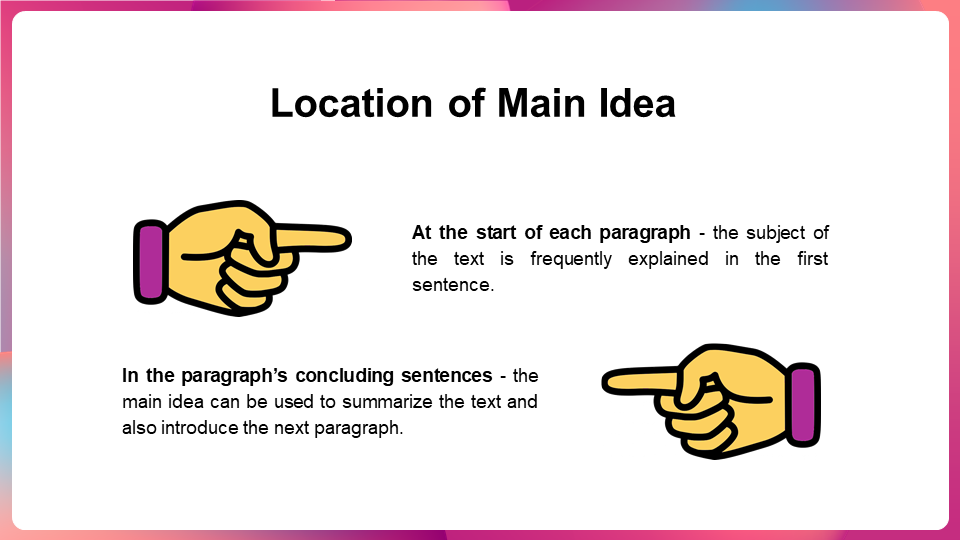 Location of Main Idea
At the start of each paragraph - the subject of
the text is frequently explained in the first
sentence.
In the paragraph’s concluding sentences - the
main idea can be used to summarize the text and
also introduce the next paragraph.